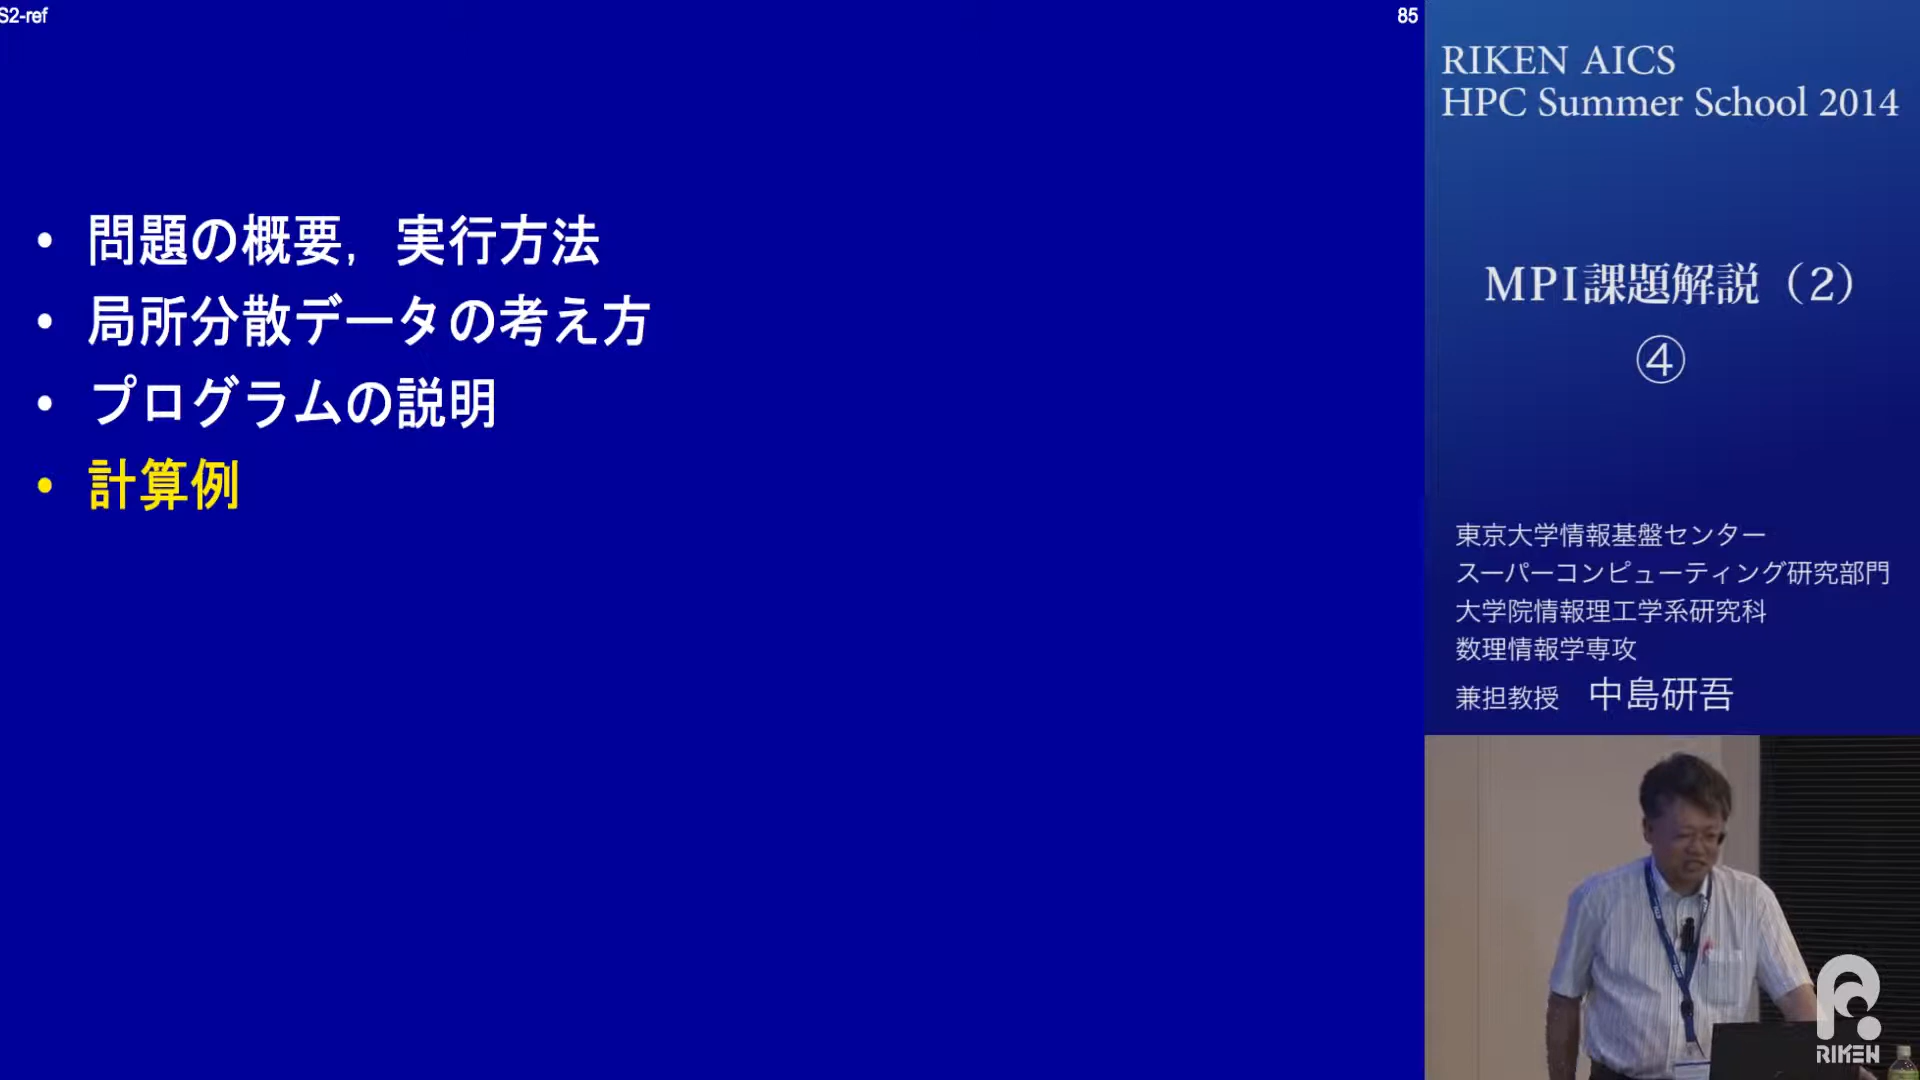 S2-ref
85
• 問題の概要，実行方法
• 局所分散データの考え方
• プログラムの説明
• 計算例
RIKEN AICS
HPC Summer School 2014
MPI課題解説（2）
④
東京大学情報基盤センター
スーパーコンピューティング研究部門
大学院情報理工学系研究科
数理情報学専攻
兼担教授　中島研吾
RIKEN